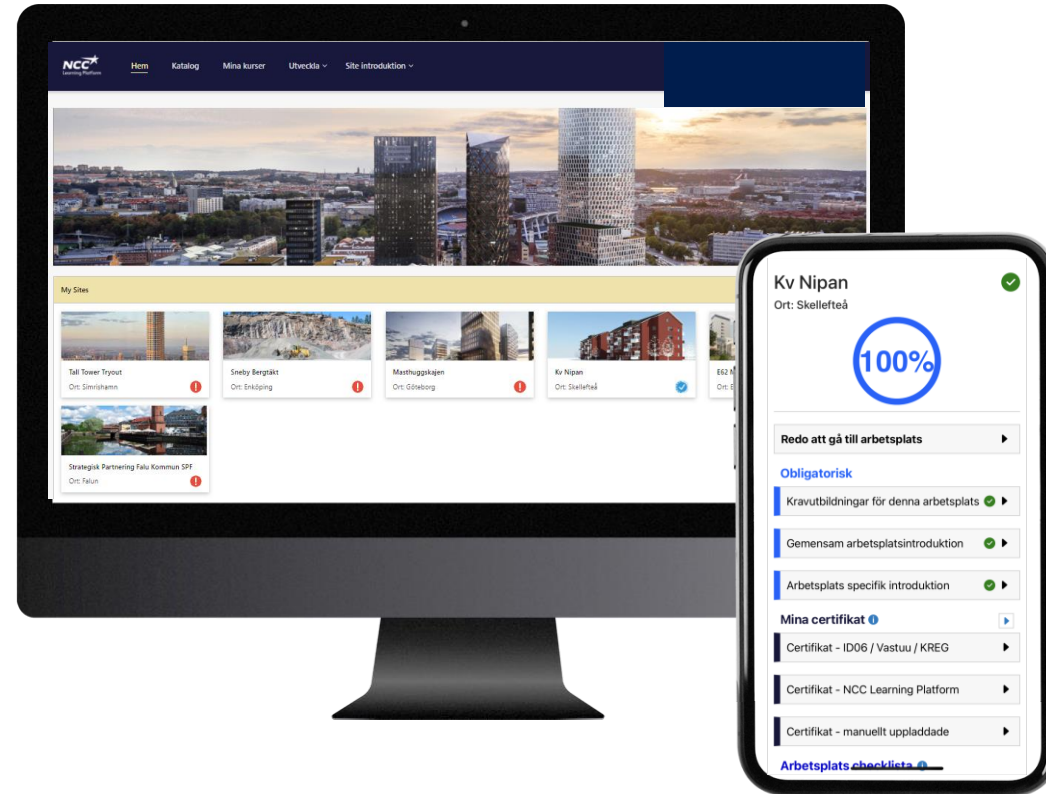 NCC
Learning Platform
Hem
Katalog
Mina kurser
Utveckla
Site introduktion
My Sites
Tall Tower Tryout
Ort: Simrishamn
Sneby Bergtäkt
Ort: Enköping
Masthuggskajen
Ort: Göteborg
Kv Nipan
Ort: Skellefteå
E62
Ort:
Strategisk Partnering Falu Kommun SPF
Ort: Falun
Kv Nipan
Ort: Skellefteå
100%
Redo att gå till arbetsplats
Obligatorisk
Kravutbildningar för denna arbetsplats
Gemensam arbetsplatsintroduktion
Arbetsplats specifik introduktion
Mina certifikat
Certifikat - ID06 / Vastuu / KREG
Certifikat - NCC Learning Platform
Certifikat - manuellt uppladdade
Arbetsplats checklista